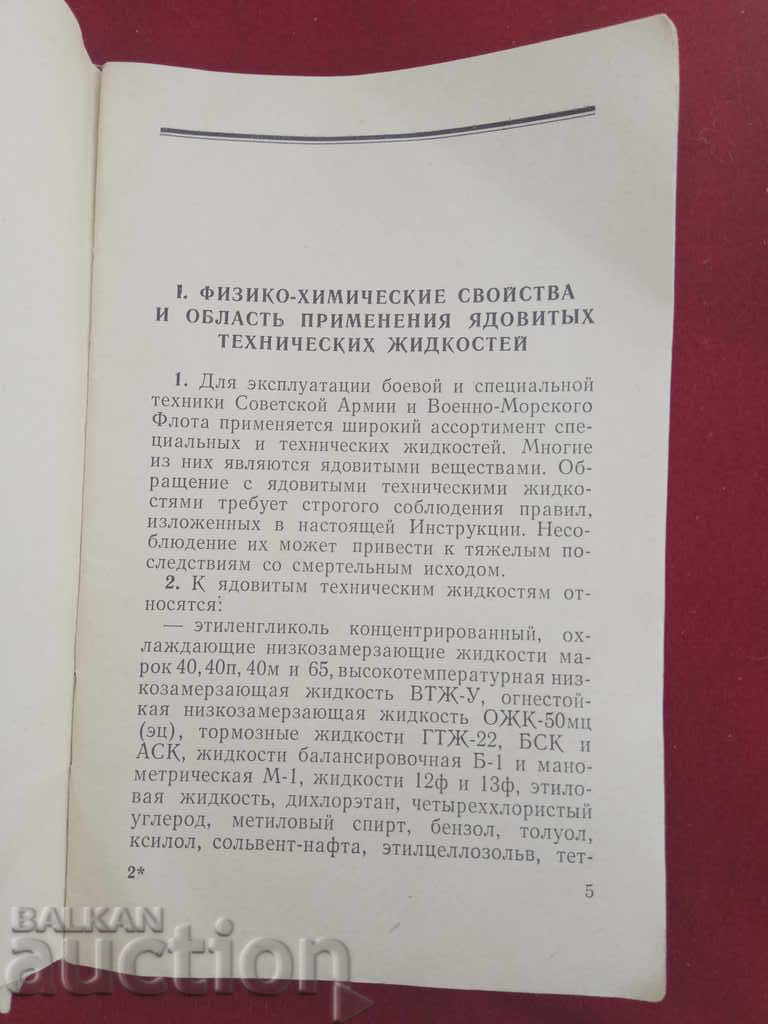 I. ФИЗИКО-ХИМИЧЕСКИЕ СВОЙСТВА
И ОБЛАСТЬ ПРИМЕНЕНИЯ ЯДОВИТЫХ
ТЕХНИЧЕСКИХ ЖИДКОСТЕЙ
1. Для эксплуатации боевой и специальной
техники Советской Армии и Военно-Морского
Флота применяется широкий ассортимент спе-
циальных и технических жидкостей. Многие
из них являются ядовитыми веществами. Об-
ращение с ядовитыми техническими жидко-
стями требует строгого соблюдения правил,
изложенных в настоящей Инструкции. Несо-
блюдение их может привести к тяжелым по-
следствиям со смертельным исходом.
2. К ядовитым техническим жидкостям от-
носятся:
— этиленгликоль концентрированный, ох-
лаждающие низкозамерзающие жидкости ма-
рок 40, 40п, 40м и 65, высокотемпературная низ-
козамерзающая жидкость ВТЖ-У, огнестой-
кая низкозамерзающая жидкость ОЖК-50мц
(эц), тормозные жидкости ГТЖ-22, БСК и
АСК, жидкости балансировочная Б-1 и мано-
метрическая М-1, жидкости 12ф и 13ф, этило-
вая жидкость, дихлорэтан, четыреххлористый
углерод, метиловый спирт, бензол, толуол,
ксилол, сольвент-нафта, этилцеллозольв, тет-
2*
5
BALKAN
auction